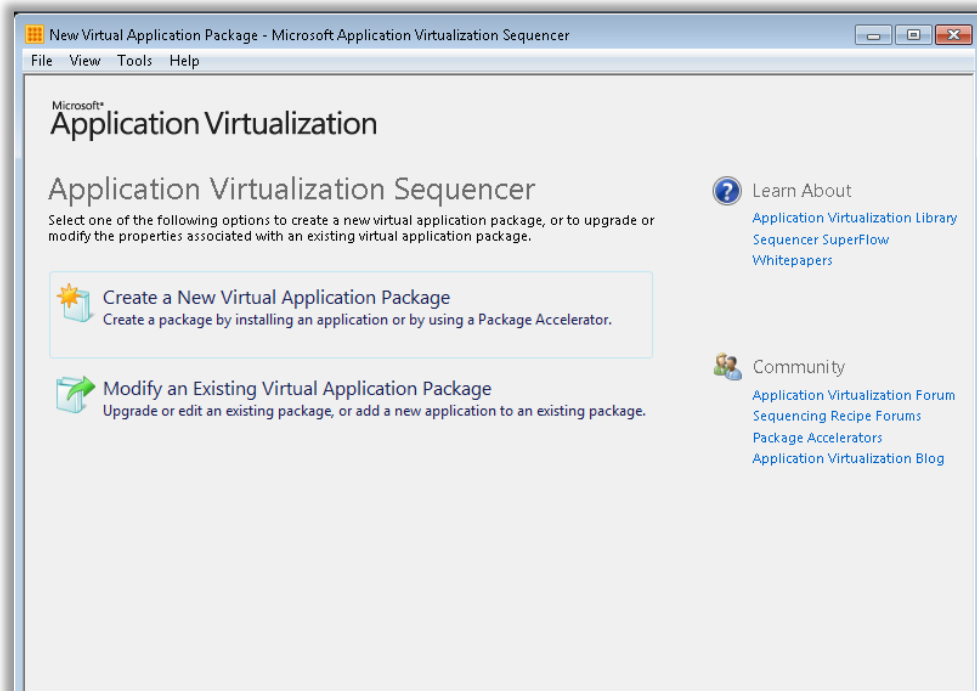 New Virtual Application Package - Microsoft Application Virtualization Sequencer
File View Tools Help
Microsoft®
Application Virtualization
Application Virtualization Sequencer
Select one of the following options to create a new virtual application package, or to upgrade or
modify the properties associated with an existing virtual application package.
Create a New Virtual Application Package
Create a package by installing an application or by using a Package Accelerator.
Modify an Existing Virtual Application Package
Upgrade or edit an existing package, or add a new application to an existing package.
Learn About
Application Virtualization Library
Sequencer SuperFlow
Whitepapers
Community
Application Virtualization Forum
Sequencing Recipe Forums
Package Accelerators
Application Virtualization Blog